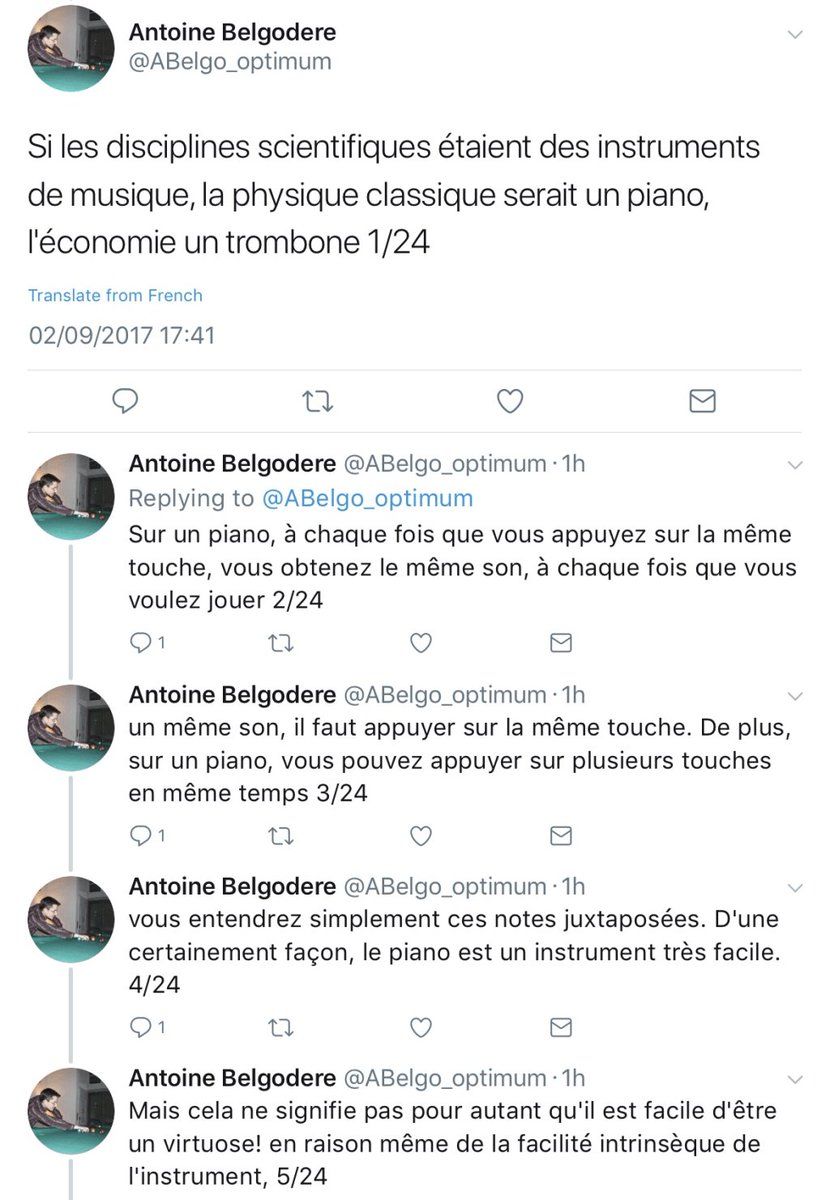 Antoine Belgodere
@ABelgo_optimum
Si les disciplines scientifiques étaient des instruments
de musique, la physique classique serait un piano,
l'économie un trombone 1/24
Translate from French
02/09/2017 17:41
Antoine Belgodere @ABelgo_optimum · 1h
Replying to @ABelgo_optimum
Sur un piano, à chaque fois que vous appuyez sur la même
touche, vous obtenez le même son, à chaque fois que vous
voulez jouer 2/24
1
Antoine Belgodere @ABelgo_optimum · 1h
un même son, il faut appuyer sur la même touche. De plus,
sur un piano, vous pouvez appuyer sur plusieurs touches
en même temps 3/24
1
Antoine Belgodere @ABelgo_optimum · 1h
vous entendrez simplement ces notes juxtaposées. D'une
certainement façon, le piano est un instrument très facile.
4/24
1
Antoine Belgodere @ABelgo_optimum · 1h
Mais cela ne signifie pas pour autant qu'il est facile d'être
un virtuose! en raison même de la facilité intrinsèque de
l'instrument, 5/24